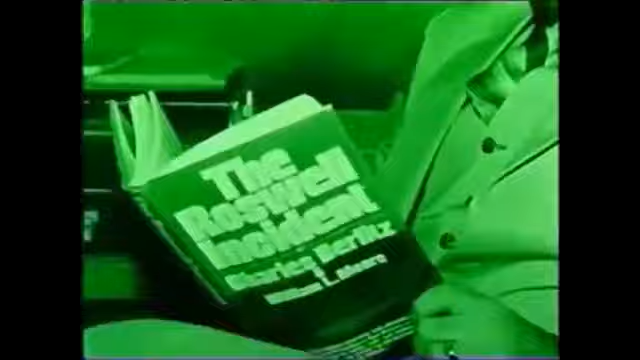 The
Roswell
Incident
Charles Berlitz
William L. Moore